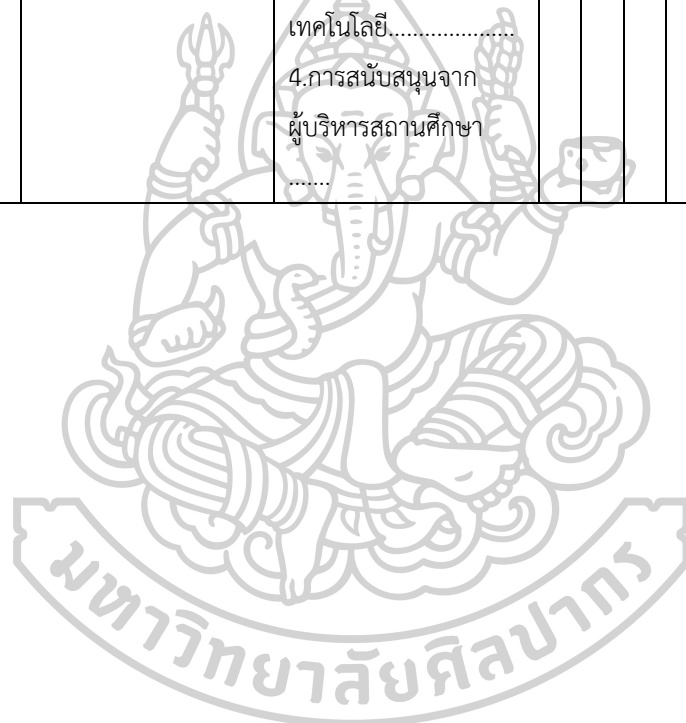 เทคโนโลยี.....................
4.การสนับสนุนจาก
ผู้บริหารสถานศึกษา
.......
มหาวิทยาลัยศิลปากร